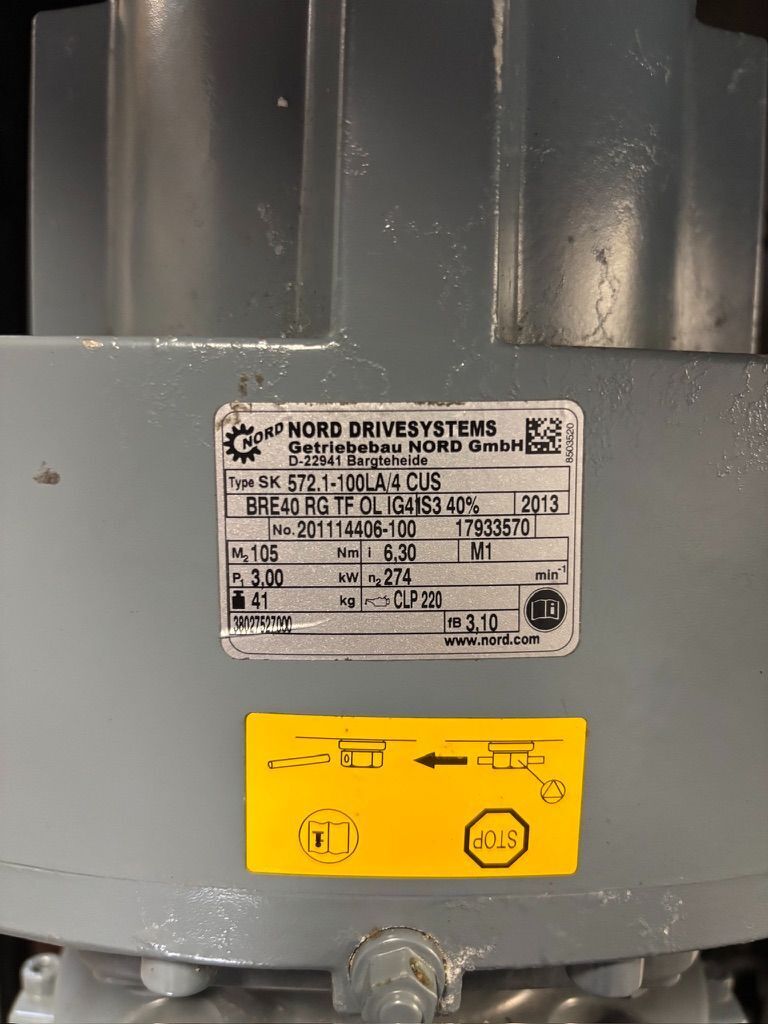 NORD NORD DRIVESYSTEMS
Getriebebau NORD GmbH
D-22941 Bargteheide
8503520
Type SK 572.1-100LA/4 CUS
BRE40 RG TF OL IG41S3 40% 2013
No. 201114406-100 17933570
M₂ 105 Nm i 6,30 M1
P₁ 3,00 kW n₂ 274 min⁻¹
41 kg CLP 220
38027527000 fB 3,10
www.nord.com
STOP